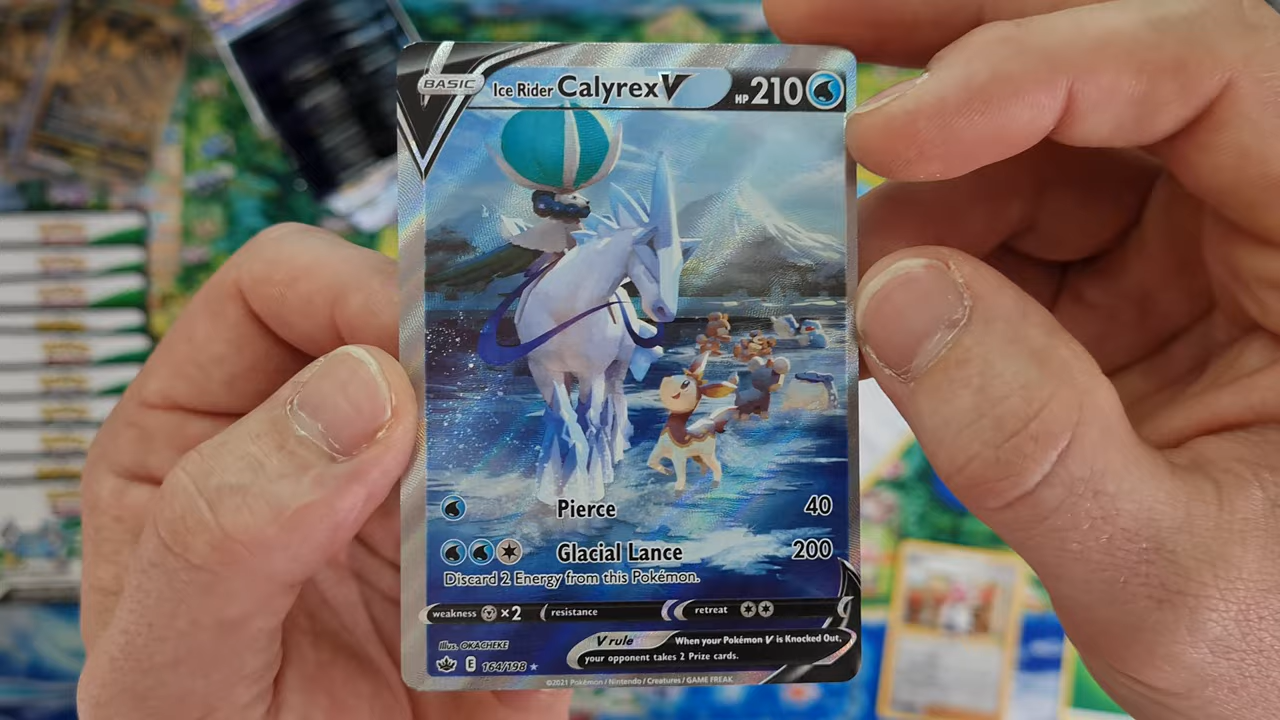 BASIC Ice Rider Calyrex V HP 210
Pierce 40
Glacial Lance 200
Discard 2 Energy from this Pokémon.
weakness ×2 resistance retreat
Illus. OKACHEKE
V rule When your Pokémon V is Knocked Out,
your opponent takes 2 Prize cards.
E 164/198
©2021 Pokémon / Nintendo / Creatures / GAME FREAK